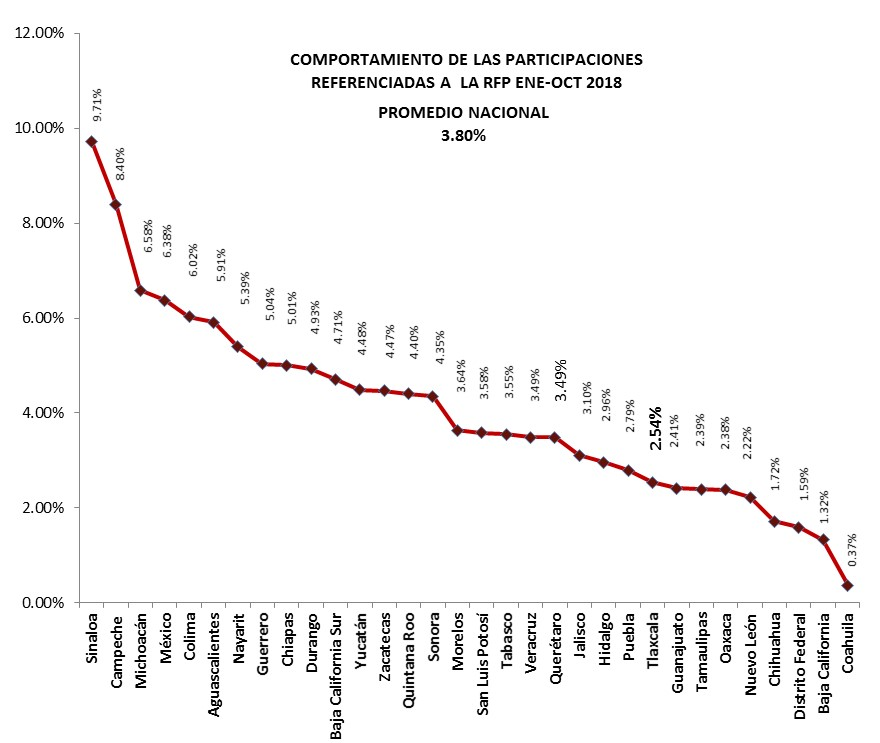 COMPORTAMIENTO DE LAS PARTICIPACIONES
REFERENCIADAS A LA RFP ENE-OCT 2018
PROMEDIO NACIONAL
3.80%
12.00%
10.00%
8.00%
6.00%
4.00%
2.00%
0.00%
9.71%
8.40%
6.58%
6.38%
6.02%
5.91%
5.39%
5.04%
5.01%
4.93%
4.71%
4.48%
4.47%
4.40%
4.35%
3.64%
3.58%
3.55%
3.49%
3.49%
3.10%
2.96%
2.79%
2.54%
2.41%
2.39%
2.38%
2.22%
1.72%
1.59%
1.32%
0.37%
Sinaloa
Campeche
Michoacán
México
Colima
Aguascalientes
Nayarit
Guerrero
Chiapas
Durango
Baja California Sur
Yucatán
Zacatecas
Quintana Roo
Sonora
Morelos
San Luis Potosí
Tabasco
Veracruz
Querétaro
Jalisco
Hidalgo
Puebla
Tlaxcala
Guanajuato
Tamaulipas
Oaxaca
Nuevo León
Chihuahua
Distrito Federal
Baja California
Coahuila